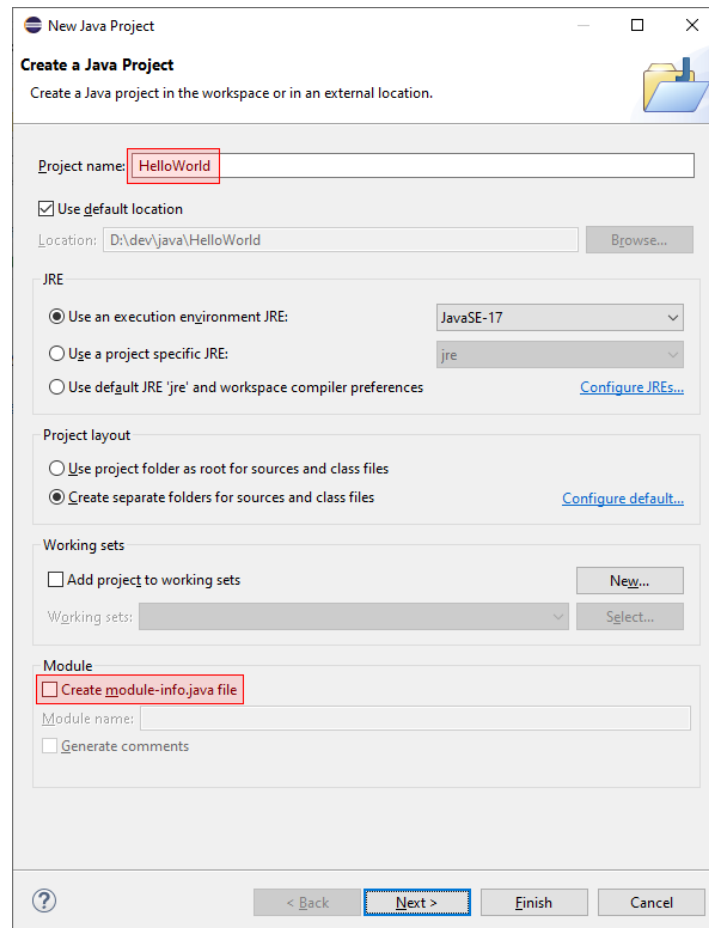 New Java Project
Create a Java Project
Create a Java project in the workspace or in an external location.
Project name: HelloWorld
Use default location
Location: D:\dev\java\HelloWorld Browse...
JRE
Use an execution environment JRE: JavaSE-17
Use a project specific JRE: jre
Use default JRE 'jre' and workspace compiler preferences Configure JREs...
Project layout
Use project folder as root for sources and class files
Create separate folders for sources and class files Configure default...
Working sets
Add project to working sets New...
Working sets: Select...
Module
Create module-info.java file
Module name:
Generate comments
? < Back Next > Finish Cancel